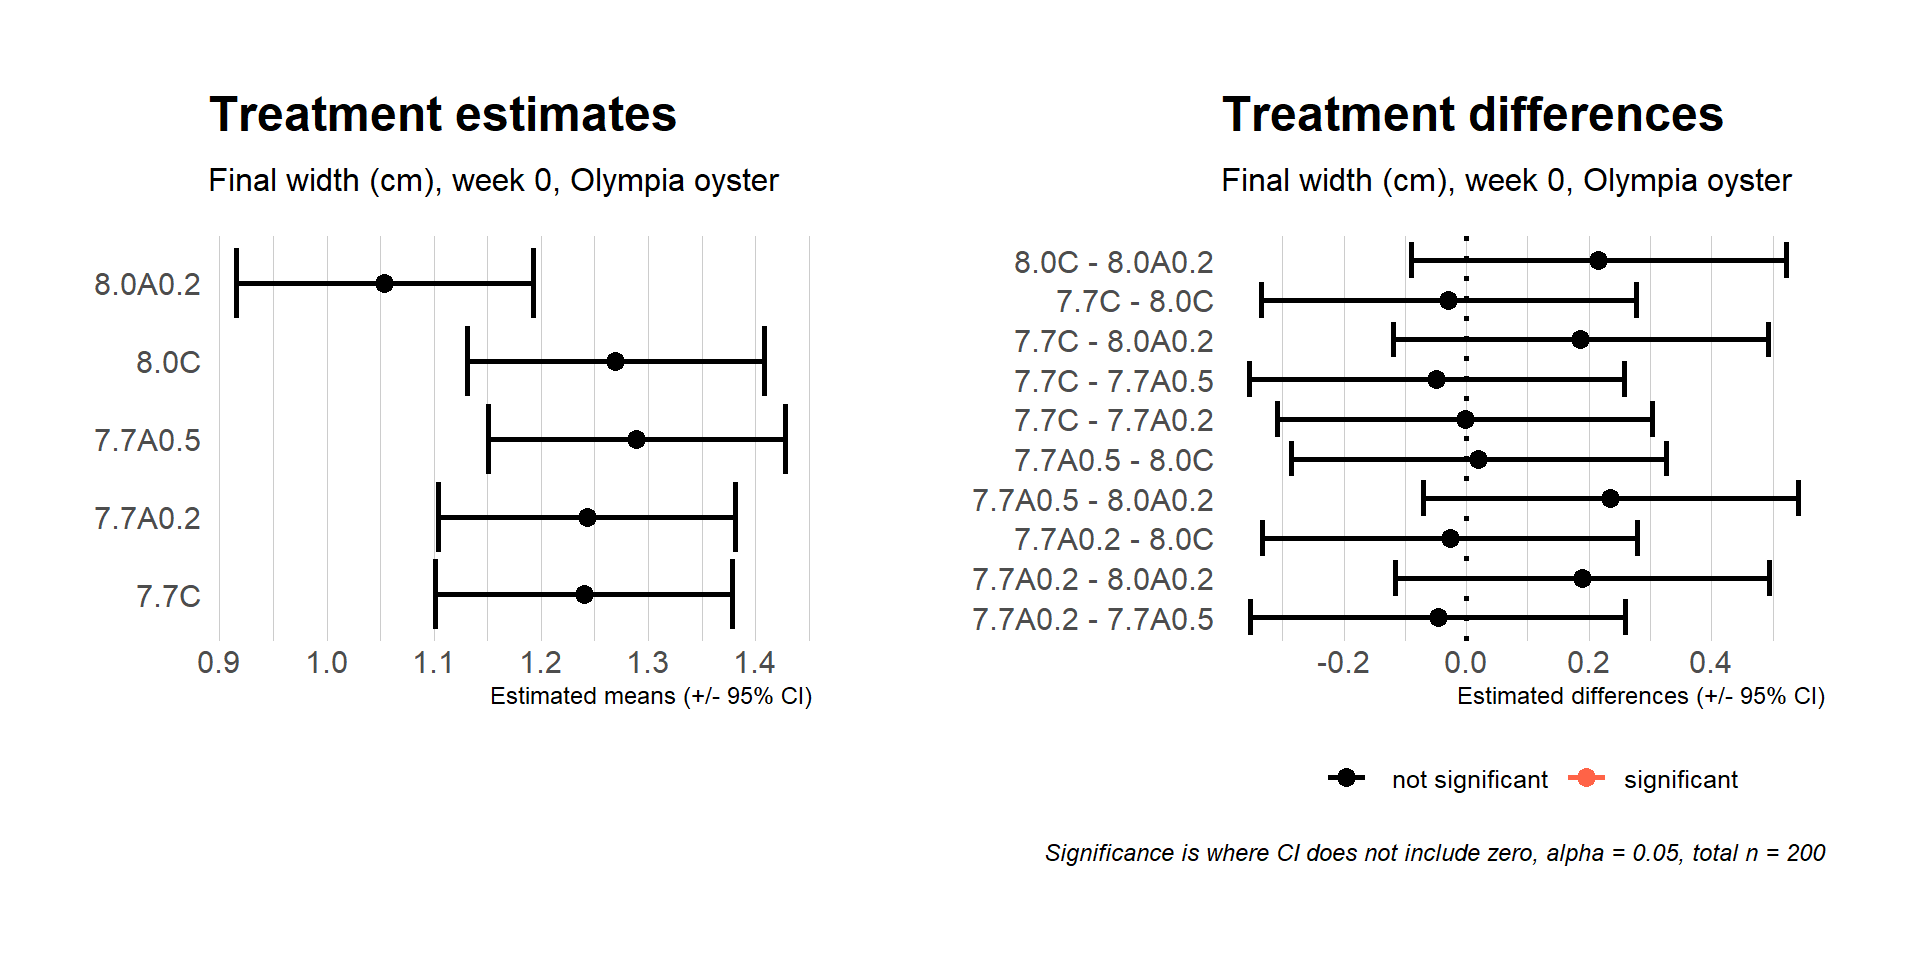 Treatment estimates
Final width (cm), week 0, Olympia oyster
8.0A0.2
8.0C
7.7A0.5
7.7A0.2
7.7C
0.9 1.0 1.1 1.2 1.3 1.4
Estimated means (+/- 95% CI)
Treatment differences
Final width (cm), week 0, Olympia oyster
8.0C - 8.0A0.2
7.7C - 8.0C
7.7C - 8.0A0.2
7.7C - 7.7A0.5
7.7C - 7.7A0.2
7.7A0.5 - 8.0C
7.7A0.5 - 8.0A0.2
7.7A0.2 - 8.0C
7.7A0.2 - 8.0A0.2
7.7A0.2 - 7.7A0.5
-0.2 0.0 0.2 0.4
Estimated differences (+/- 95% CI)
not significant significant
Significance is where CI does not include zero, alpha = 0.05, total n = 200